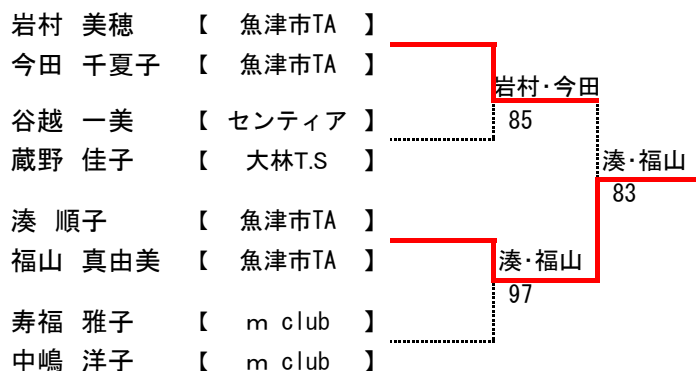 岩村 美穂 【 魚津市TA 】
今田 千夏子 【 魚津市TA 】
岩村・今田
谷越 一美 【 センティア 】
85
蔵野 佳子 【 大林T.S 】
湊・福山
83
湊 順子 【 魚津市TA 】
福山 真由美 【 魚津市TA 】
湊・福山
97
寿福 雅子 【 ｍ club 】
中嶋 洋子 【 ｍ club 】